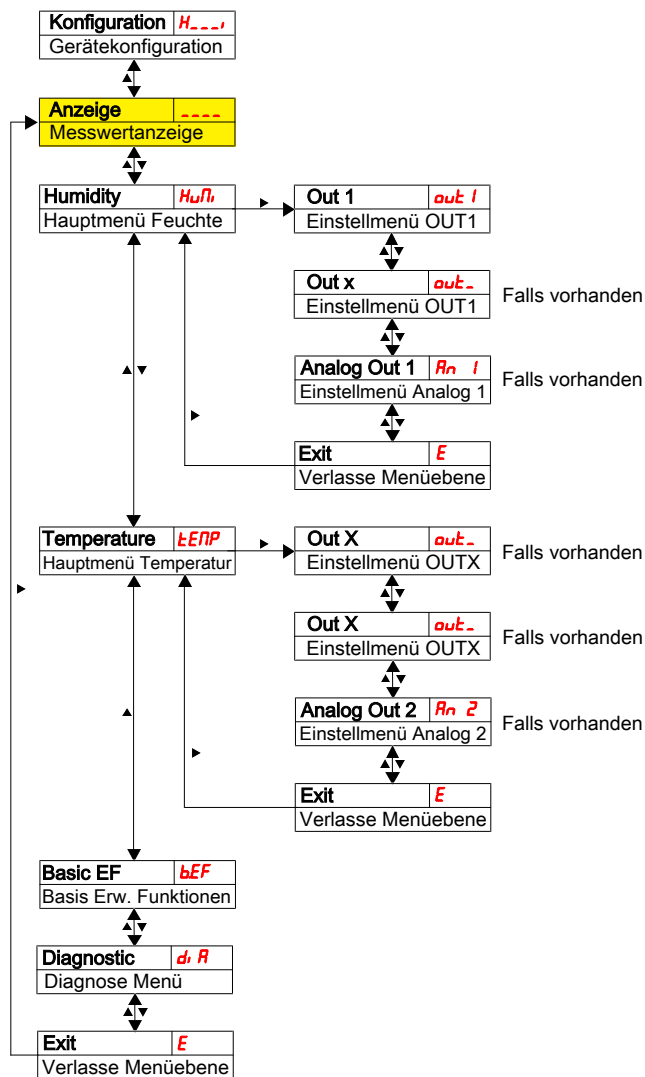 Konfiguration H___i
Gerätekonfiguration
Anzeige ____
Messwertanzeige
Humidity HuMi
Hauptmenü Feuchte
Out 1 out 1
Einstellmenü OUT1
Out x out_
Einstellmenü OUT1
Falls vorhanden
Analog Out 1 An 1
Einstellmenü Analog 1
Falls vorhanden
Exit E
Verlasse Menüebene
Temperature tEMP
Hauptmenü Temperatur
Out X out_
Einstellmenü OUTX
Falls vorhanden
Out X out_
Einstellmenü OUTX
Falls vorhanden
Analog Out 2 An 2
Einstellmenü Analog 2
Falls vorhanden
Exit E
Verlasse Menüebene
Basic EF bEF
Basis Erw. Funktionen
Diagnostic diA
Diagnose Menü
Exit E
Verlasse Menüebene